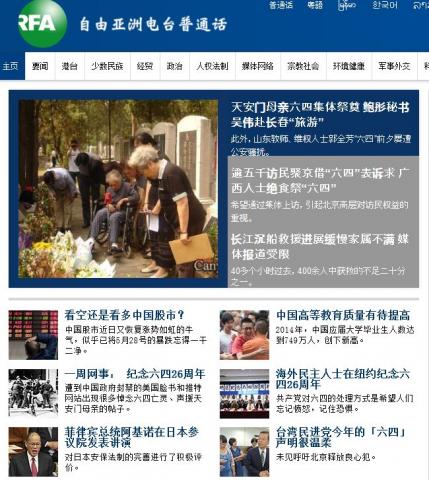 普通话 粤語 မြန်မာ 한국어
RFA 自由亚洲电台普通话
主页 要闻 港台 少数民族 经贸 政治 人权法制 媒体网络 宗教社会 环境健康 军事外交
天安门母亲六四集体祭奠 鲍彤秘书
吴伟赴长春“旅游”
此外，山东教师、维权人士郭全芳“六四”前夕屡遭
公安骚扰。
逾五千访民聚京借“六四”表诉求 广
西人士绝食祭“六四”
希望通过集体上访，引起北京高层对访民权益的
重视。
长江沉船救援进展缓慢家属不满 媒
体报道受限
40多个小时过去，400余人中获救的不足二十分
之一。
看空还是看多中国股市？
中国股市近日又恢复涨势如虹的牛
气，似乎已将5月28号的暴跌忘得一干
二净。
中国高等教育质量有待提高
2014年，中国应届大学毕业生人数达
到749万人，创下新高。
一周网事： 纪念六四26周年
遭到中国政府封禁的美国脸书和推特
网站出现很多悼念六四亡灵、声援天
安门母亲的帖子。
海外民主人士在纽约纪念六
四26周年
共产党对六四的处理方式是希望人们
忘记愤怒，记住恐惧。
菲律宾总统阿基诺在日本参
议院发表讲演
对日本安保法制的完善进行了积极评
价。
台湾民进党今年的「六四」
声明很温柔
未见呼吁北京释放良心犯。